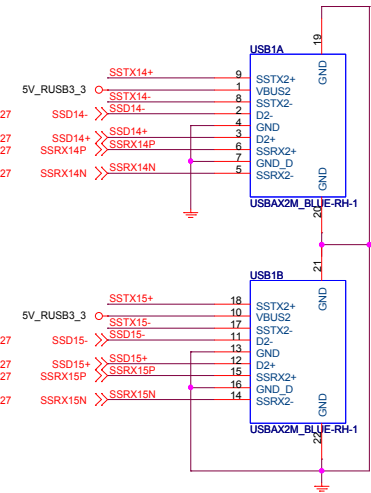 19
USB1A
SSTX14+ 9 SSTX2+ GND
5V_RUSB3_3 1 VBUS2
SSTX14- 8 SSTX2-
27 SSD14- SSD14- 2 D2-
4 GND
27 SSD14+ SSD14+ 3 D2+
27 SSRX14P SSRX14P 6 SSRX2+
7 GND_D
27 SSRX14N SSRX14N 5 SSRX2- GND
USBAX2M_BLUE-RH-1
20
21
USB1B
SSTX15+ 18 SSTX2+ GND
5V_RUSB3_3 10 VBUS2
SSTX15- 17 SSTX2-
27 SSD15- SSD15- 11 D2-
13 GND
27 SSD15+ SSD15+ 12 D2+
27 SSRX15P SSRX15P 15 SSRX2+
16 GND_D
27 SSRX15N SSRX15N 14 SSRX2- GND
USBAX2M_BLUE-RH-1
22